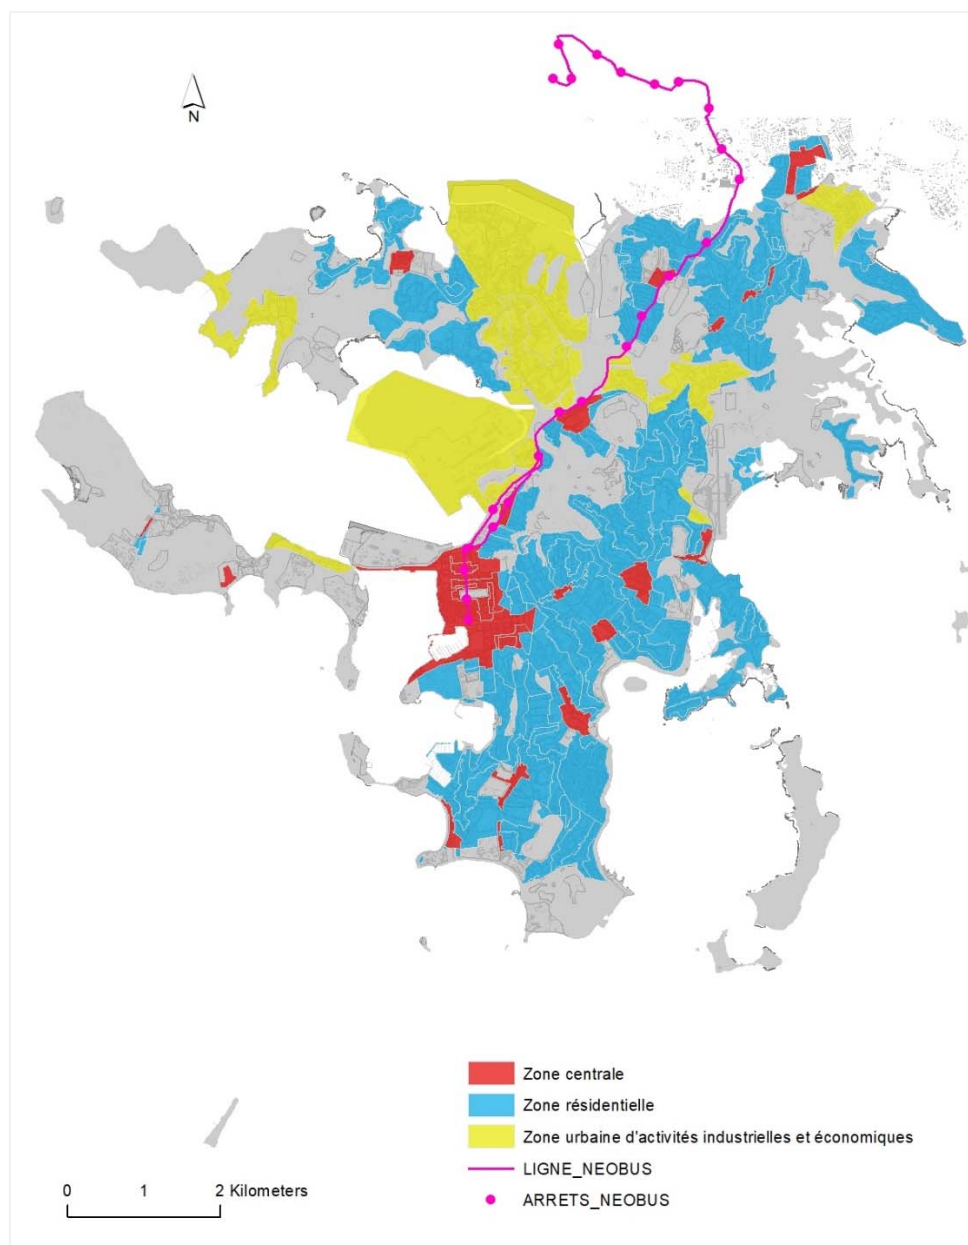 N
Zone centrale
Zone résidentielle
Zone urbaine d'activités industrielles et économiques
LIGNE_NEOBUS
ARRETS_NEOBUS
0 1 2 Kilometers